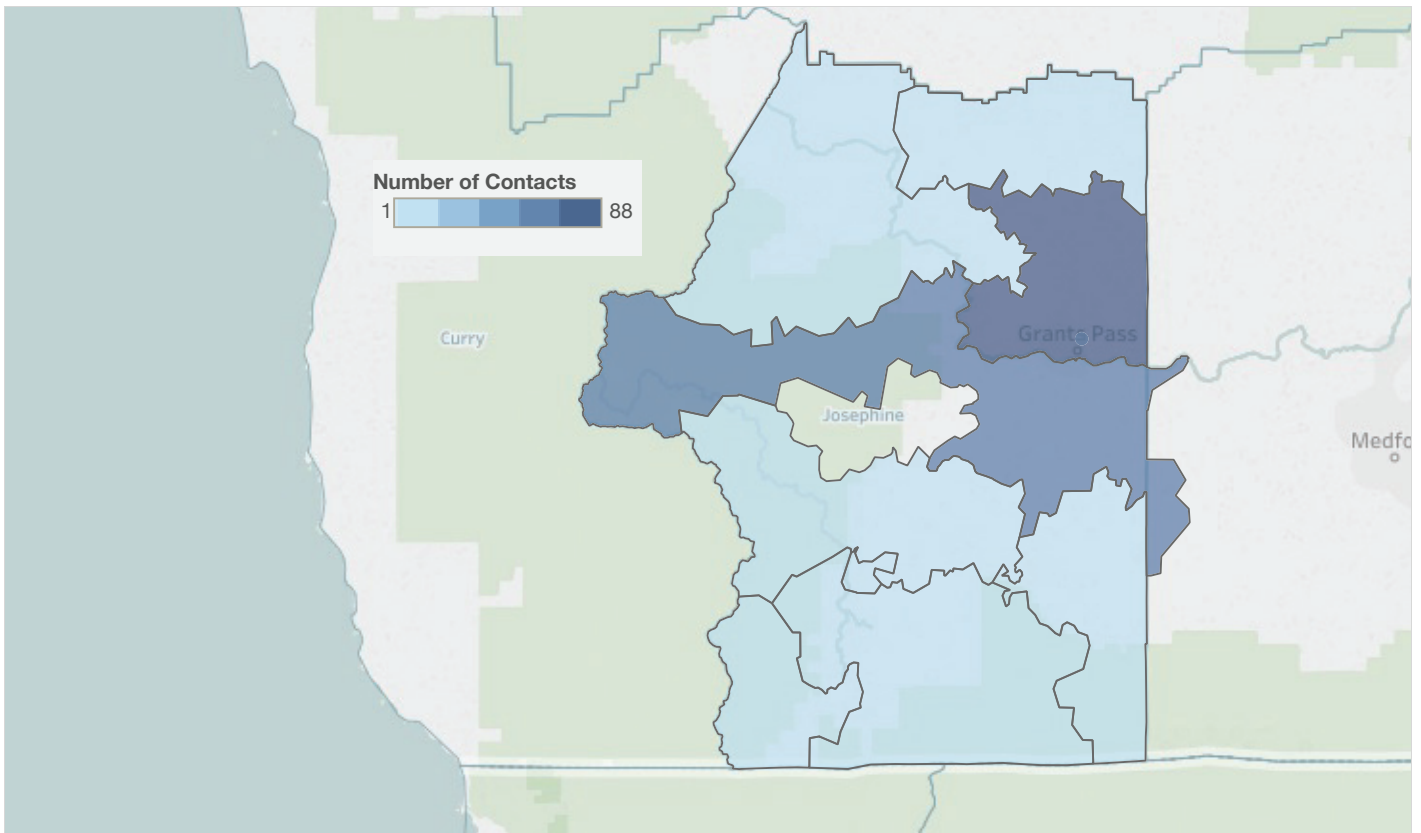 Number of Contacts
1 88
Grants Pass
Curry
Josephine
Medfo